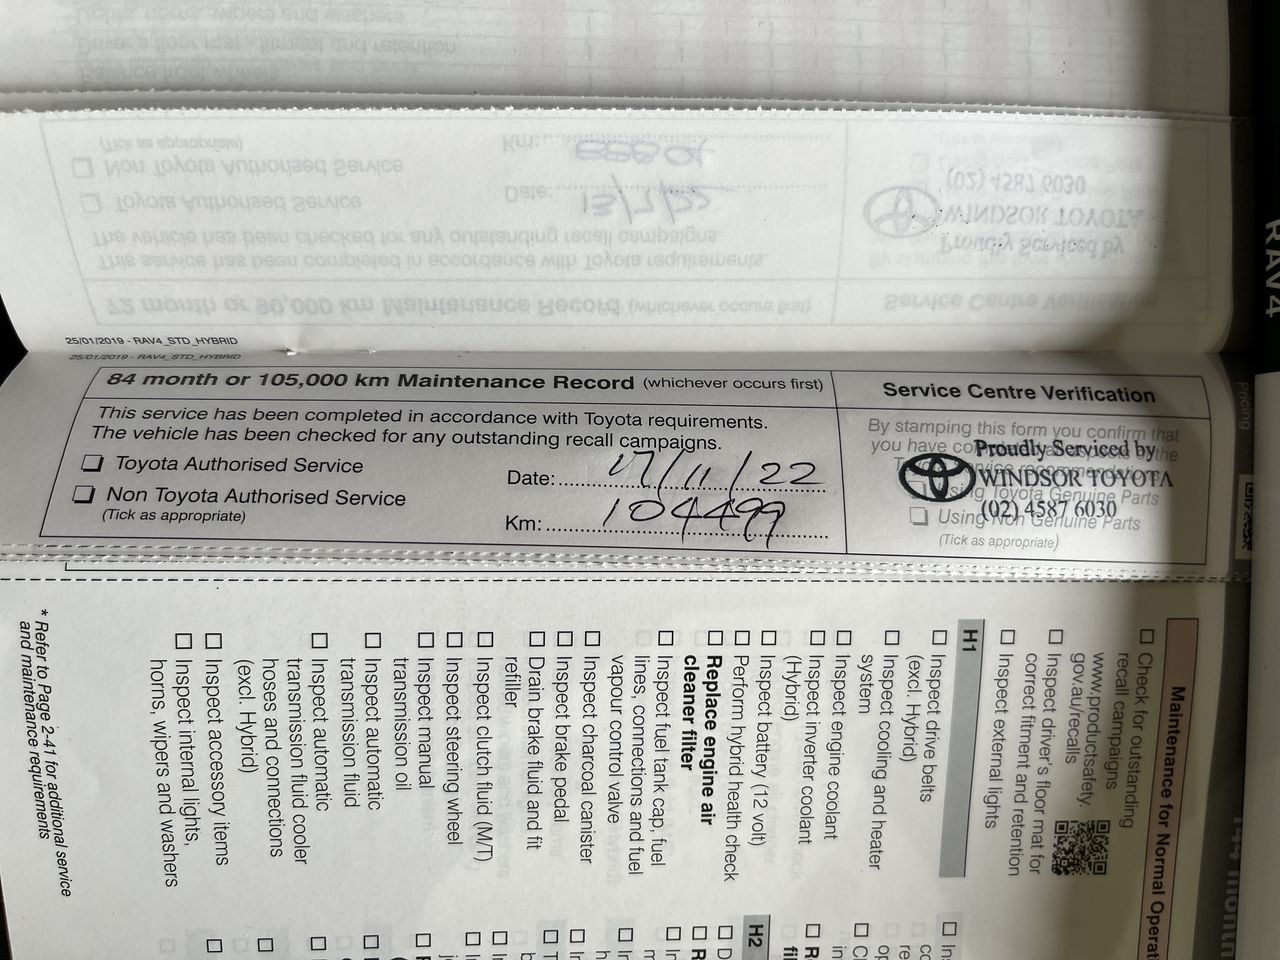 25/01/2019 - RAV4_STD_HYBRID
25/01/2019 - RAV4_STD_HYBRID
84 month or 105,000 km Maintenance Record (whichever occurs first)
This service has been completed in accordance with Toyota requirements.
The vehicle has been checked for any outstanding recall campaigns.
❏ Toyota Authorised Service
❏ Non Toyota Authorised Service
(Tick as appropriate)
Date: 17/11/22
Km: 104499
Service Centre Verification
By stamping this form you confirm that
you have
the
Proudly Serviced by
WINDSOR TOYOTA
(02) 4587 6030
Using Toyota Genuine Parts
❏ Using Non Genuine Parts
(Tick as appropriate)
RAV4
Pricing
Maintenance for Normal Operat
☐ Check for outstanding
recall campaigns
www.productsafety.
gov.au/recalls
☐ Inspect driver's floor mat for
correct fitment and retention
☐ Inspect external lights
H1
☐ Inspect drive belts
(excl. Hybrid)
☐ Inspect cooling and heater
system
☐ Inspect engine coolant
☐ Inspect inverter coolant
(Hybrid)
☐ Inspect battery (12 volt)
☐ Perform hybrid health check
☐ Replace engine air
cleaner filter
☐ Inspect fuel tank cap, fuel
lines, connections and fuel
vapour control valve
☐ Inspect charcoal canister
☐ Inspect brake pedal
☐ Drain brake fluid and fit
refiller
☐ Inspect clutch fluid (M/T)
☐ Inspect steering wheel
☐ Inspect manual
transmission oil
☐ Inspect automatic
transmission fluid
☐ Inspect automatic
transmission fluid cooler
hoses and connections
(excl. Hybrid)
☐ Inspect accessory items
☐ Inspect internal lights,
horns, wipers and washers
* Refer to Page 2-41 for additional service
and maintenance requirements
H2